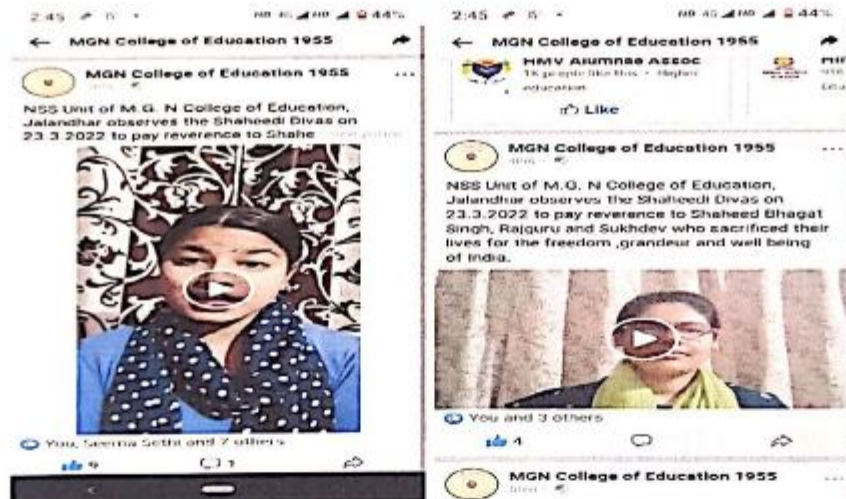 2:45
44%
MGN College of Education 1955
MGN College of Education 1955
NSS Unit of M.G. N College of Education,
Jalandhar observes the Shaheedi Divas on
23.3.2022 to pay reverence to Shahe
You, Seema Sethi and 7 others
9
1
2:45
44%
MGN College of Education 1955
HMV Alumnae Assoc
1K people like this · Higher
education
Like
MGN College of Education 1955
NSS Unit of M.G. N College of Education,
Jalandhar observes the Shaheedi Divas on
23.3.2022 to pay reverence to Shaheed Bhagat
Singh, Rajguru and Sukhdev who sacrificed their
lives for the freedom ,grandeur and well being
of India.
You and 3 others
4
MGN College of Education 1955